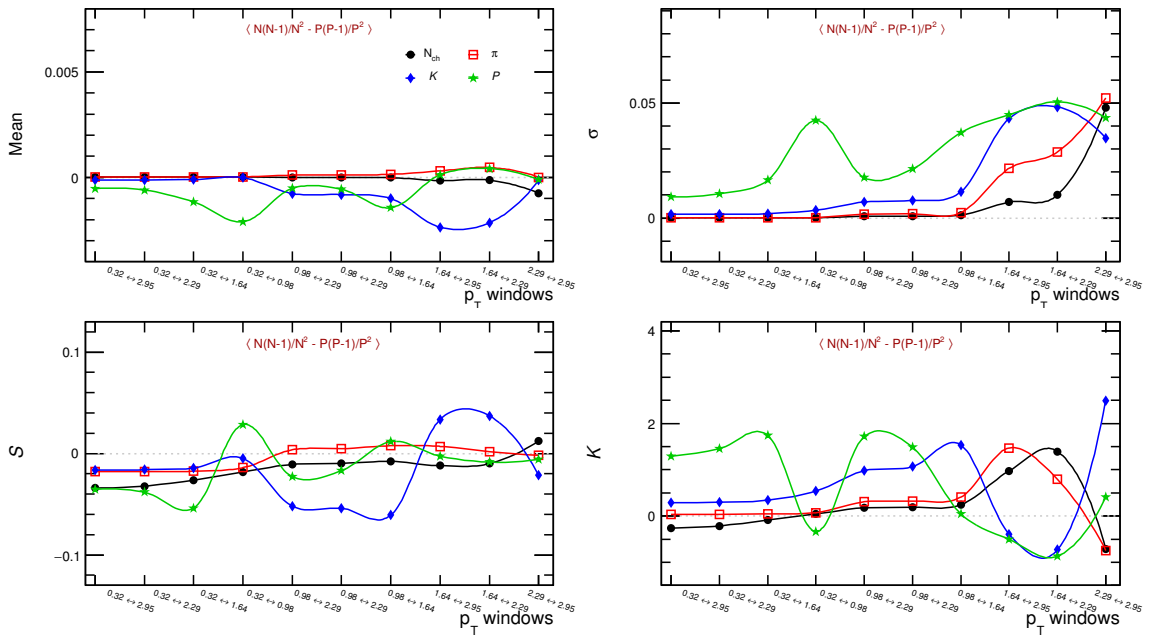 ⟨ N(N-1)/N² - P(P-1)/P² ⟩
N_ch
π
K
P
Mean
0.005
0
0.32 ↔ 2.95
0.32 ↔ 2.29
0.32 ↔ 1.64
0.32 ↔ 0.98
0.98 ↔ 2.95
0.98 ↔ 2.29
0.98 ↔ 1.64
1.64 ↔ 2.95
1.64 ↔ 2.29
2.29 ↔ 2.95
p_T windows
⟨ N(N-1)/N² - P(P-1)/P² ⟩
σ
0.05
0
0.32 ↔ 2.95
0.32 ↔ 2.29
0.32 ↔ 1.64
0.32 ↔ 0.98
0.98 ↔ 2.95
0.98 ↔ 2.29
0.98 ↔ 1.64
1.64 ↔ 2.95
1.64 ↔ 2.29
2.29 ↔ 2.95
p_T windows
⟨ N(N-1)/N² - P(P-1)/P² ⟩
S
0.1
0
−0.1
0.32 ↔ 2.95
0.32 ↔ 2.29
0.32 ↔ 1.64
0.32 ↔ 0.98
0.98 ↔ 2.95
0.98 ↔ 2.29
0.98 ↔ 1.64
1.64 ↔ 2.95
1.64 ↔ 2.29
2.29 ↔ 2.95
p_T windows
⟨ N(N-1)/N² - P(P-1)/P² ⟩
K
4
2
0
0.32 ↔ 2.95
0.32 ↔ 2.29
0.32 ↔ 1.64
0.32 ↔ 0.98
0.98 ↔ 2.95
0.98 ↔ 2.29
0.98 ↔ 1.64
1.64 ↔ 2.95
1.64 ↔ 2.29
2.29 ↔ 2.95
p_T windows